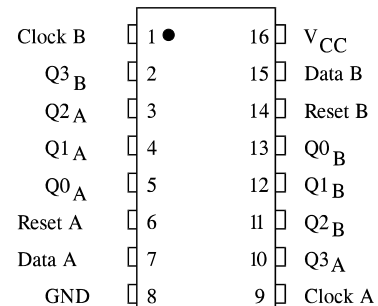 Clock B 1 16 VCC
Q3B 2 15 Data B
Q2A 3 14 Reset B
Q1A 4 13 Q0B
Q0A 5 12 Q1B
Reset A 6 11 Q2B
Data A 7 10 Q3A
GND 8 9 Clock A